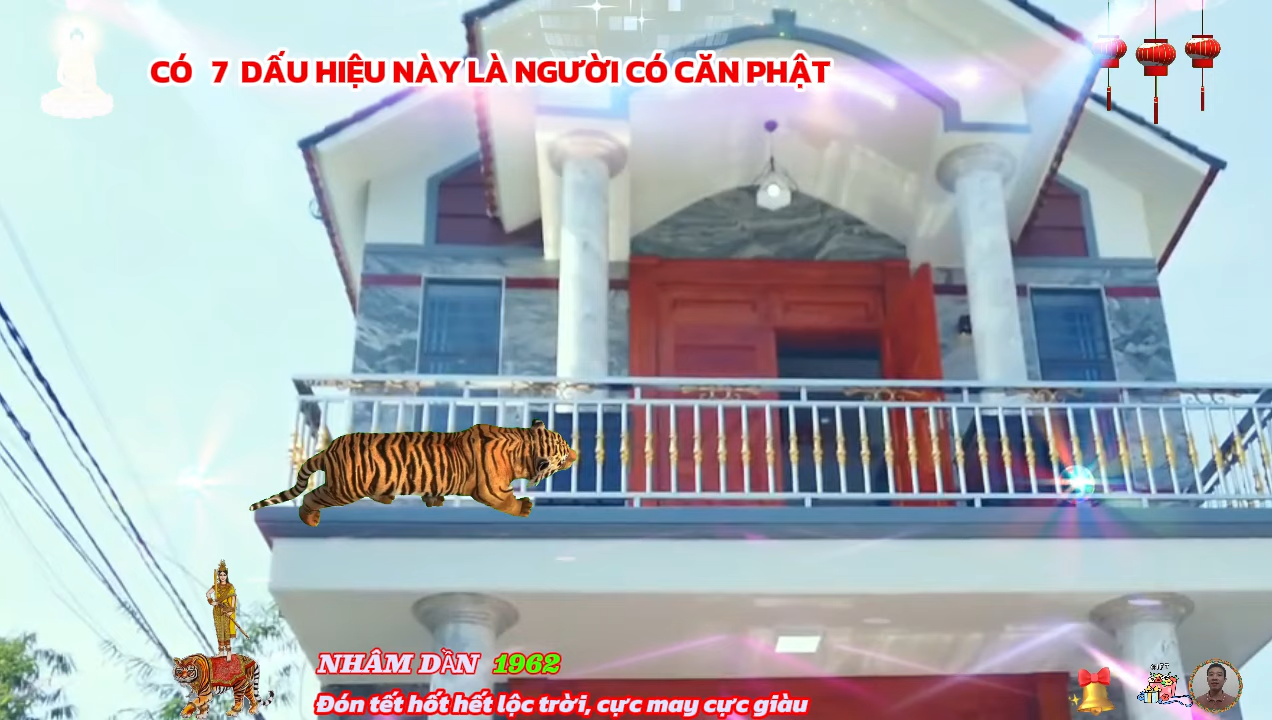 CÓ 7 DẤU HIỆU NÀY LÀ NGƯỜI CÓ CĂN PHẬT
NHÂM DẦN 1962
Đón tết hốt hết lộc trời, cực may cực giàu